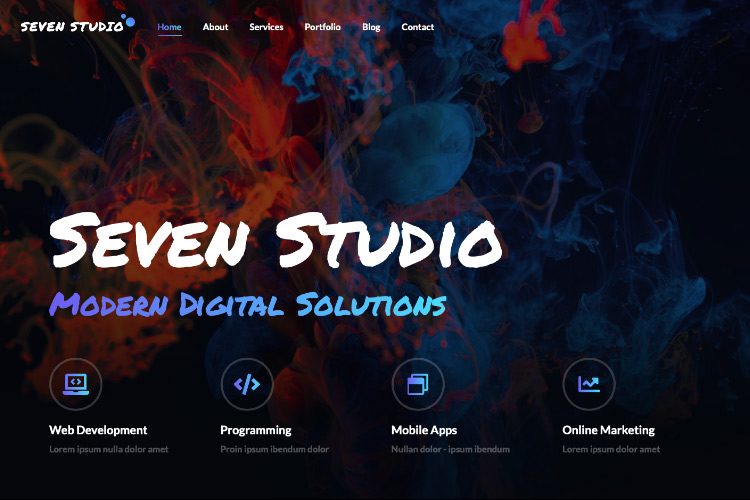 SEVEN STUDIO
Home About Services Portfolio Blog Contact
SEVEN STUDIO
MODERN DIGITAL SOLUTIONS
Web Development Programming Mobile Apps Online Marketing
Lorem ipsum nulla dolor amet Proin ipsum ibendum dolor Nullan dolor - ipsum ibendum Lorem ipsum dolor amet